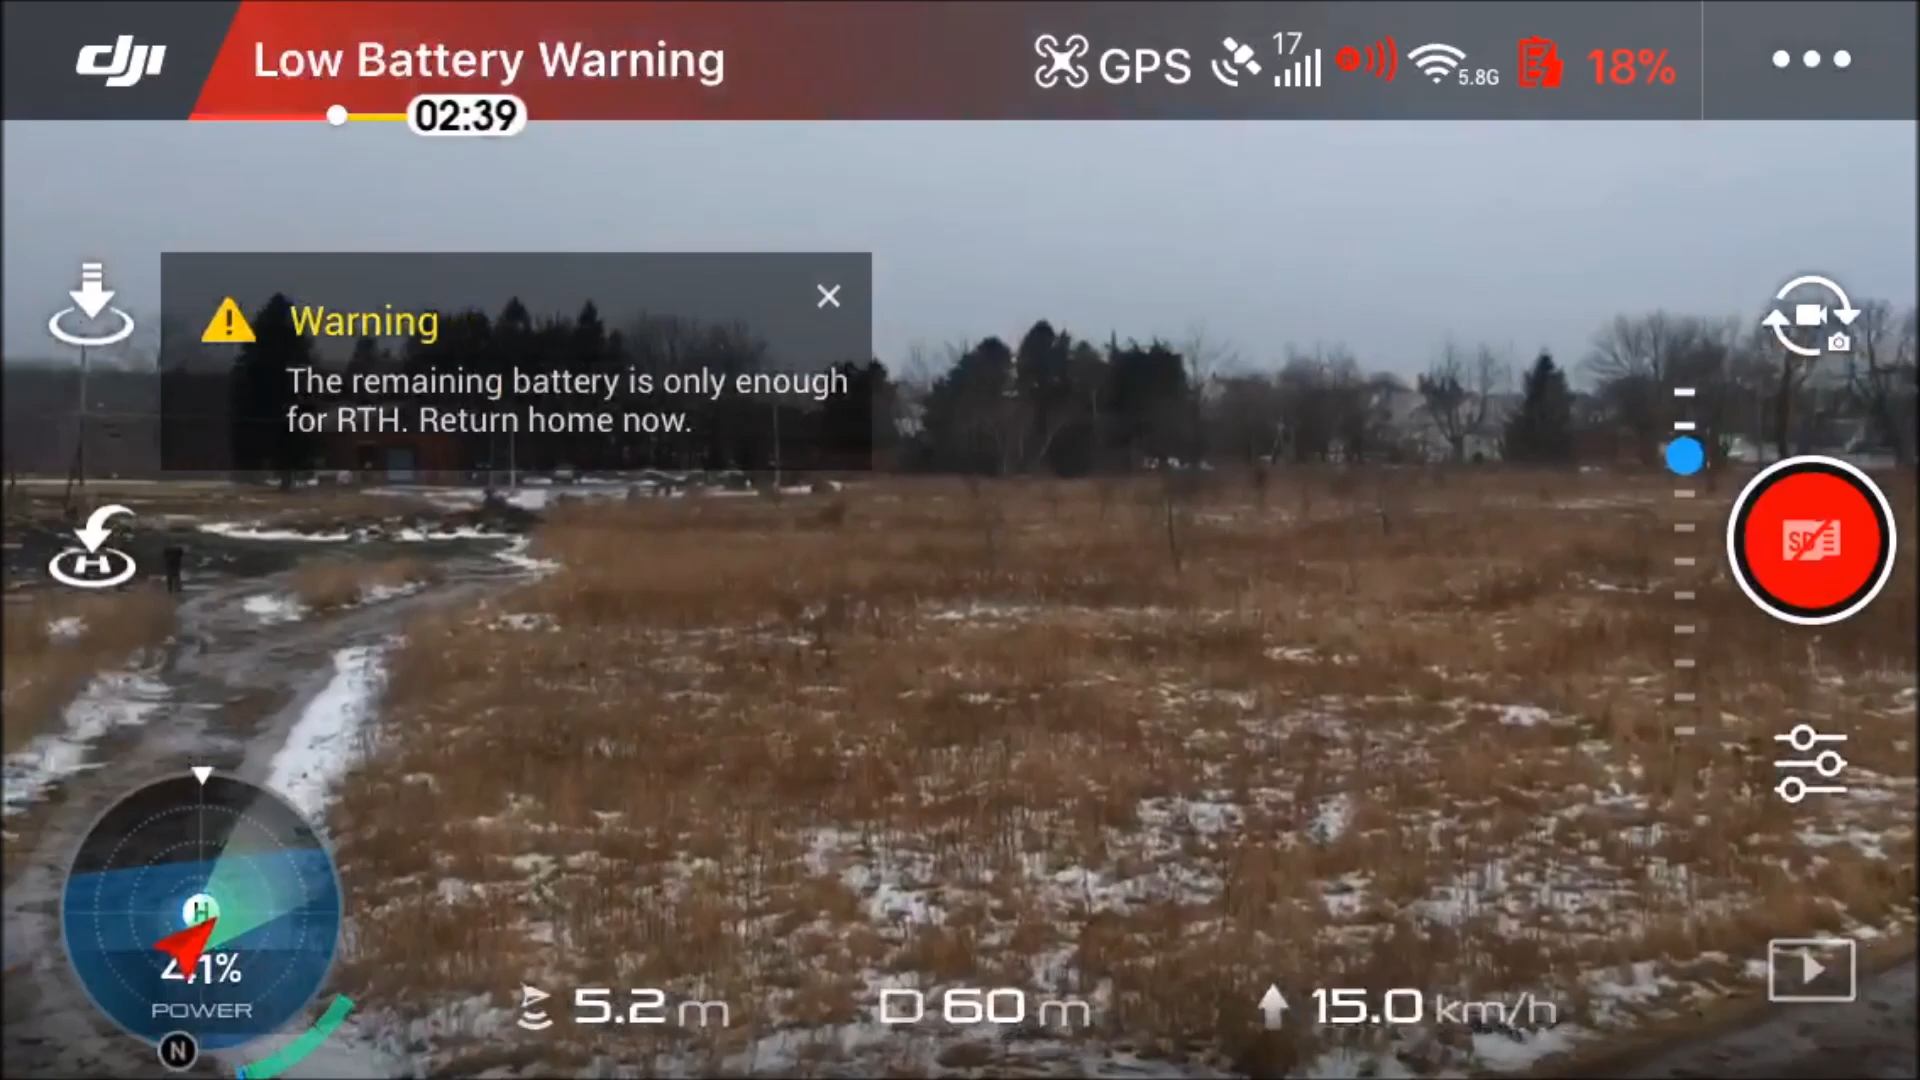 dji
Low Battery Warning
02:39
GPS
17
5.8G
18%
Warning
The remaining battery is only enough
for RTH. Return home now.
H
SD
H
POWER
N
5.2 m
D 60 m
15.0 km/h